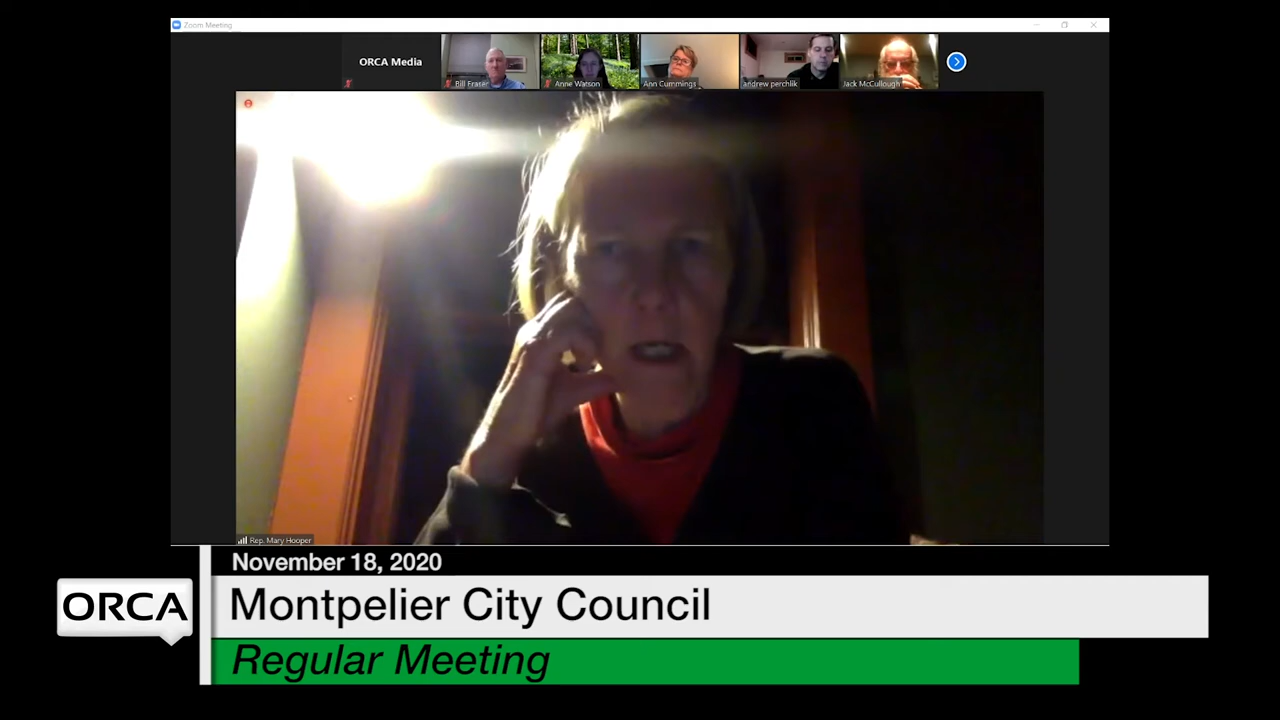 Zoom Meeting
ORCA Media
Bill Fraser
Anne Watson
Ann Cummings
andrew perchlik
Jack McCullough
Rep. Mary Hooper
November 18, 2020
ORCA
Montpelier City Council
Regular Meeting